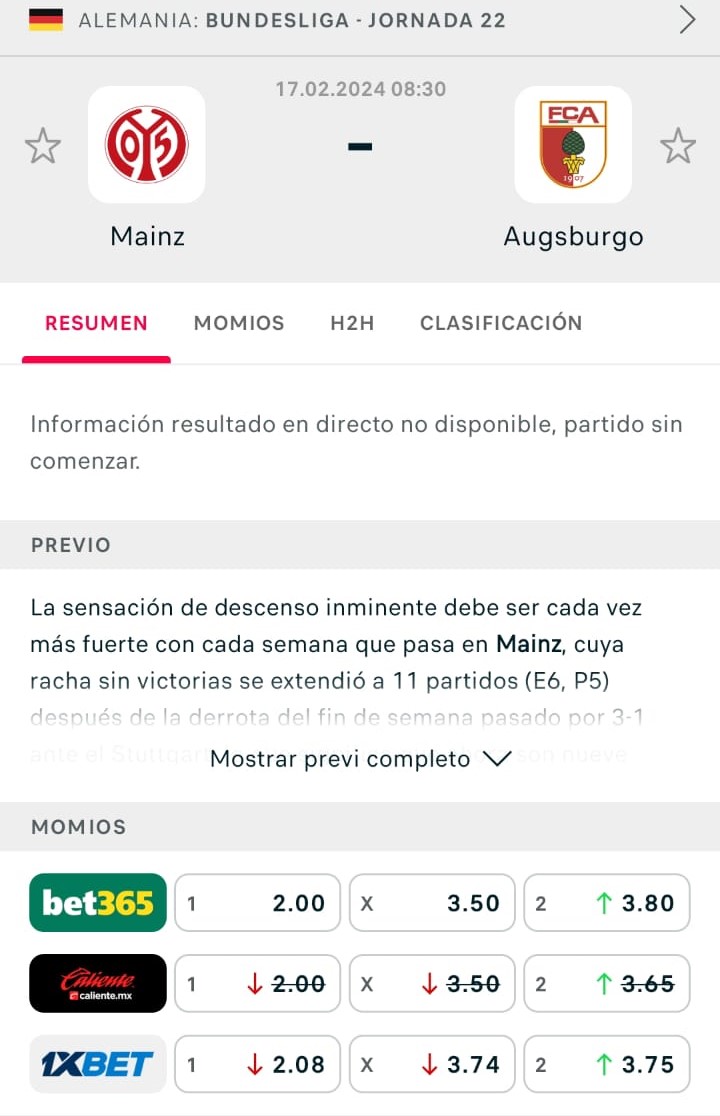 ALEMANIA: BUNDESLIGA - JORNADA 22
17.02.2024 08:30
05
FCA
1907
-
Mainz
Augsburgo
RESUMEN MOMIOS H2H CLASIFICACIÓN
Información resultado en directo no disponible, partido sin
comenzar.
PREVIO
La sensación de descenso inminente debe ser cada vez
más fuerte con cada semana que pasa en Mainz, cuya
racha sin victorias se extendió a 11 partidos (E6, P5)
después de la derrota del fin de semana pasado por 3-1
ante el Stuttgart son nueve
Mostrar previ completo
MOMIOS
bet365 1 2.00 X 3.50 2 3.80
Caliente caliente.mx 1 2.00 X 3.50 2 3.65
1XBET 1 2.08 X 3.74 2 3.75